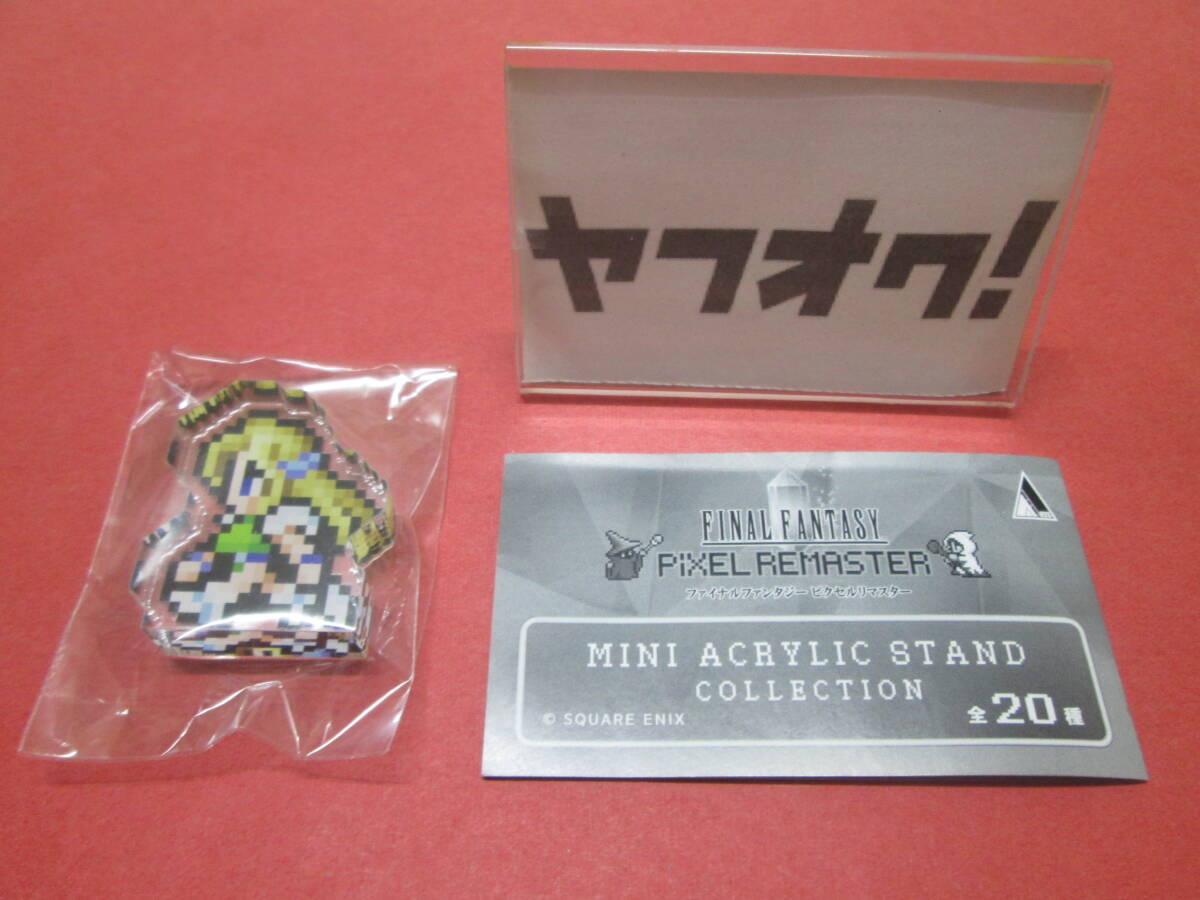 ヤフオク!
FINAL FANTASY
PIXEL REMASTER
ファイナルファンタジー ピクセルリマスター
MINI ACRYLIC STAND
COLLECTION
© SQUARE ENIX
全20種